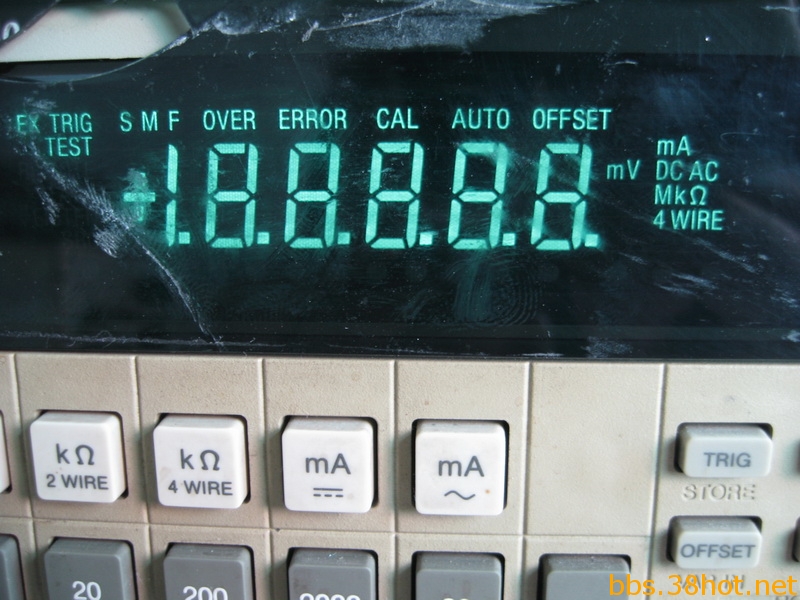 EX TRIG S M F OVER ERROR CAL AUTO OFFSET
TEST
±1.8.8.8.8.8.
mV
mA
DC AC
MkΩ
4 WIRE
kΩ
2 WIRE
kΩ
4 WIRE
mA
mA
~
TRIG
STORE
OFFSET
20
200
bbs.38hot.net